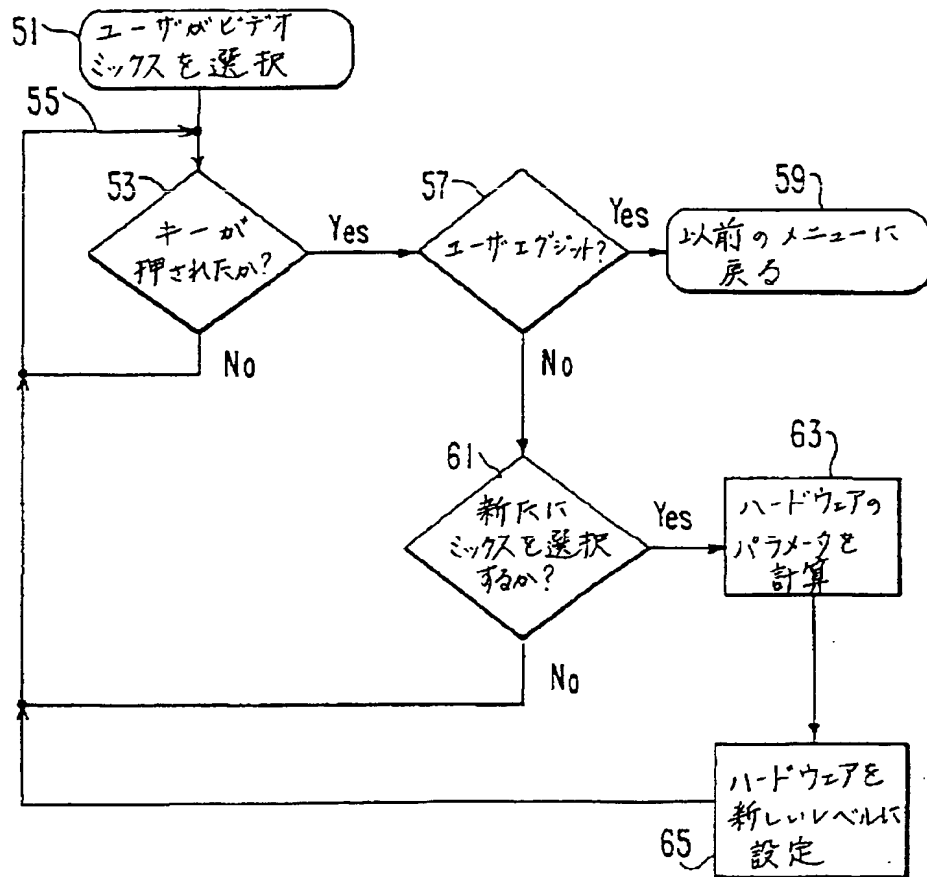 51
ユーザがビデオ
ミックスを選択
55
53
キーが
押されたか?
Yes
No
57
ユーザエグジット?
Yes
No
59
以前のメニューに
戻る
61
新たに
ミックスを選択
するか?
Yes
No
63
ハードウェアの
パラメータを
計算
ハードウェアを
新しいレベルに
設定
65